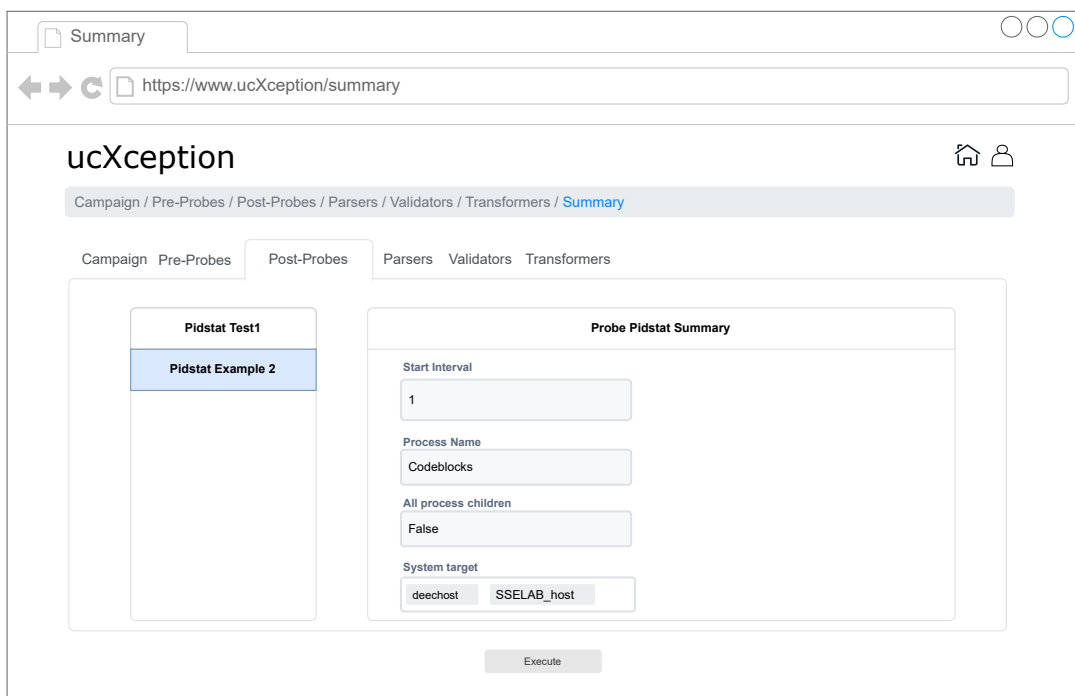 Summary
https://www.ucXception/summary
ucXception
Campaign / Pre-Probes / Post-Probes / Parsers / Validators / Transformers / Summary
Campaign Pre-Probes Post-Probes Parsers Validators Transformers
Pidstat Test1
Pidstat Example 2
Probe Pidstat Summary
Start Interval
1
Process Name
Codeblocks
All process children
False
System target
deechost SSELAB_host
Execute